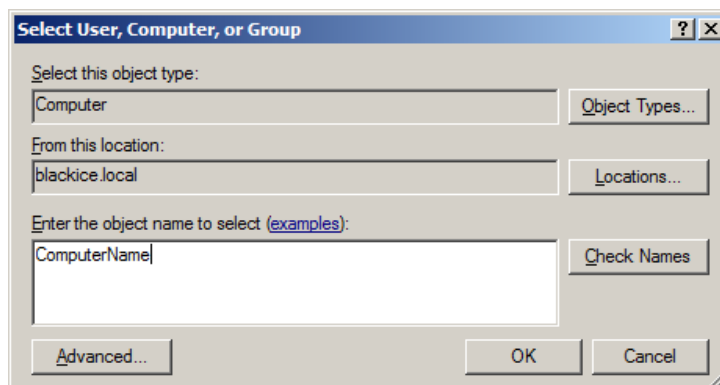 Select User, Computer, or Group
Select this object type:
Computer
Object Types...
From this location:
blackice.local
Locations...
Enter the object name to select (examples):
ComputerName
Check Names
Advanced...
OK
Cancel